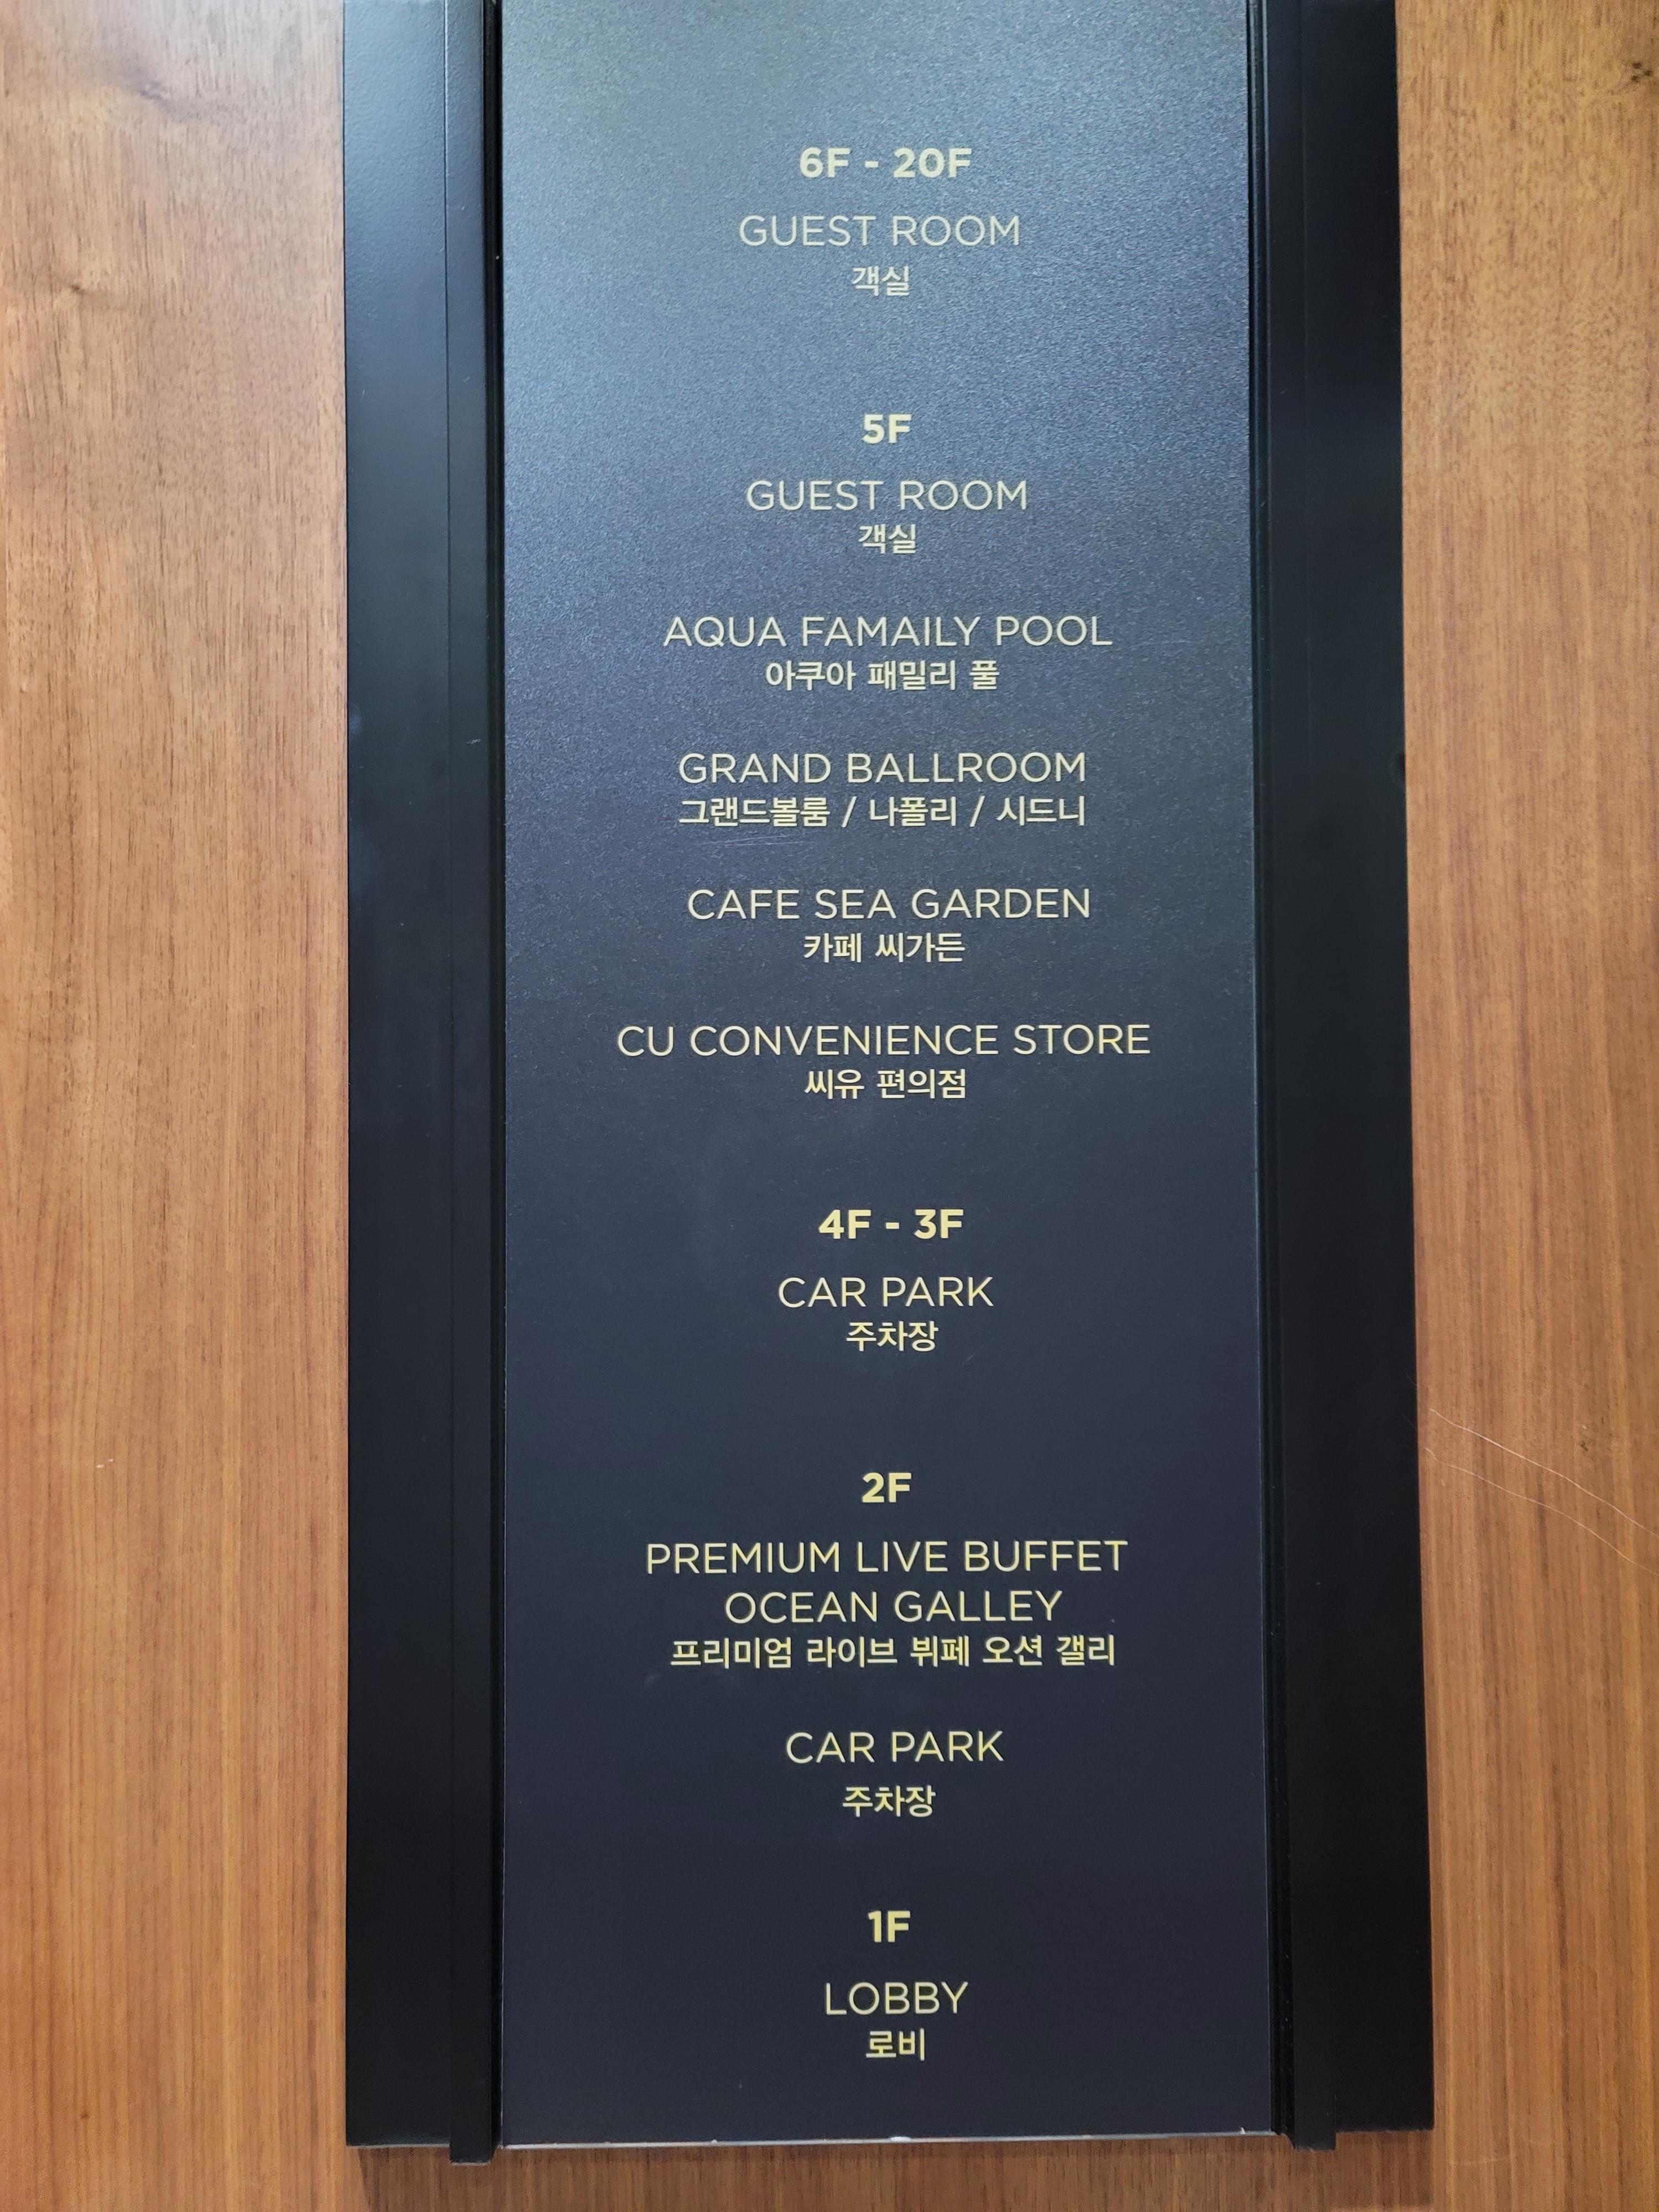 6F - 20F
GUEST ROOM
객실
5F
GUEST ROOM
객실
AQUA FAMAILY POOL
아쿠아 패밀리 풀
GRAND BALLROOM
그랜드볼룸 / 나폴리 / 시드니
CAFE SEA GARDEN
카페 씨가든
CU CONVENIENCE STORE
씨유 편의점
4F - 3F
CAR PARK
주차장
2F
PREMIUM LIVE BUFFET
OCEAN GALLEY
프리미엄 라이브 뷔페 오션 갤리
CAR PARK
주차장
1F
LOBBY
로비